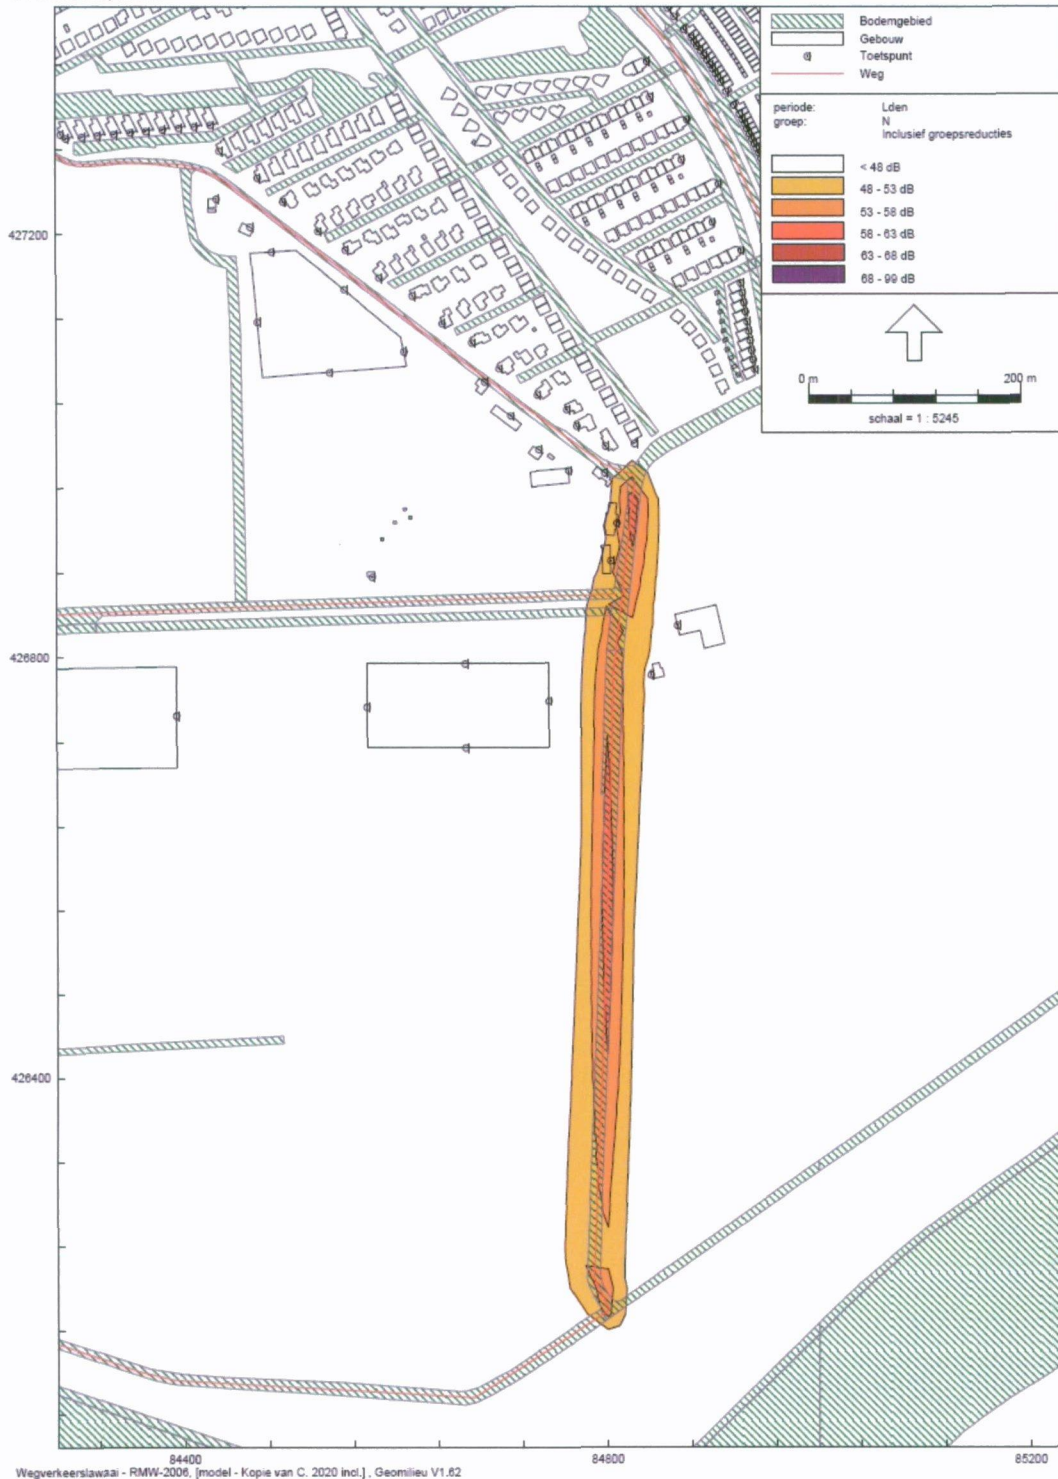 Bodemgebied
Gebouw
Toetspunt
Weg
periode: Lden
groep: N
Inclusief groepsreducties
< 48 dB
48 - 53 dB
53 - 58 dB
58 - 63 dB
63 - 68 dB
68 - 99 dB
0 m 200 m
schaal = 1 : 5245
427200
426800
426400
84400 84800 85200
Wegverkeerslawaai - RMW-2006, [model - Kopie van C. 2020 incl.] , Geomilieu V1.62